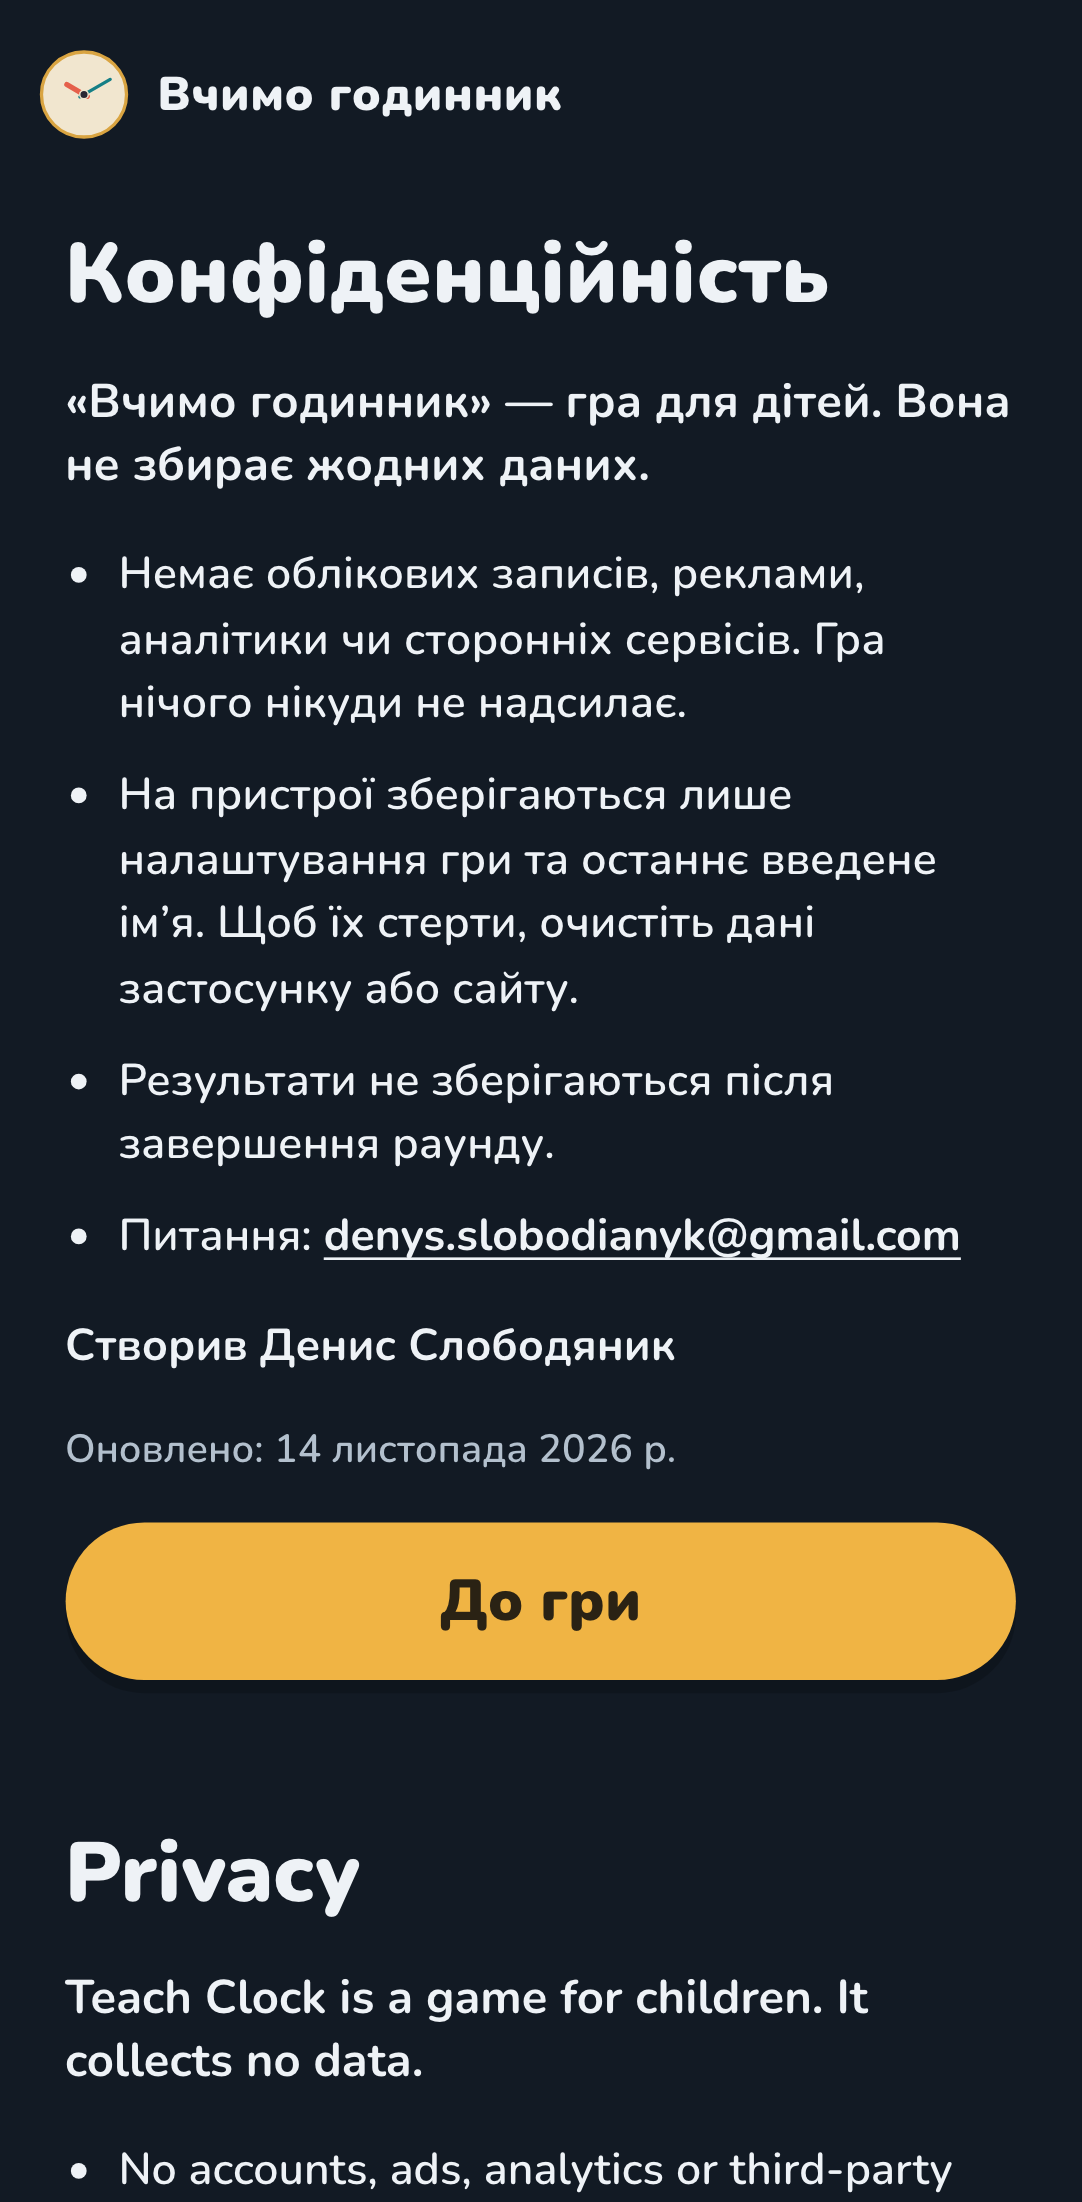 Вчимо годинник
Конфіденційність
«Вчимо годинник» — гра для дітей. Вона
не збирає жодних даних.
• Немає облікових записів, реклами,
аналітики чи сторонніх сервісів. Гра
нічого нікуди не надсилає.
• На пристрої зберігаються лише
налаштування гри та останнє введене
ім’я. Щоб їх стерти, очистіть дані
застосунку або сайту.
• Результати не зберігаються після
завершення раунду.
• Питання: denys.slobodianyk@gmail.com
Створив Денис Слободяник
Оновлено: 14 листопада 2026 р.
До гри
Privacy
Teach Clock is a game for children. It
collects no data.
• No accounts, ads, analytics or third-party